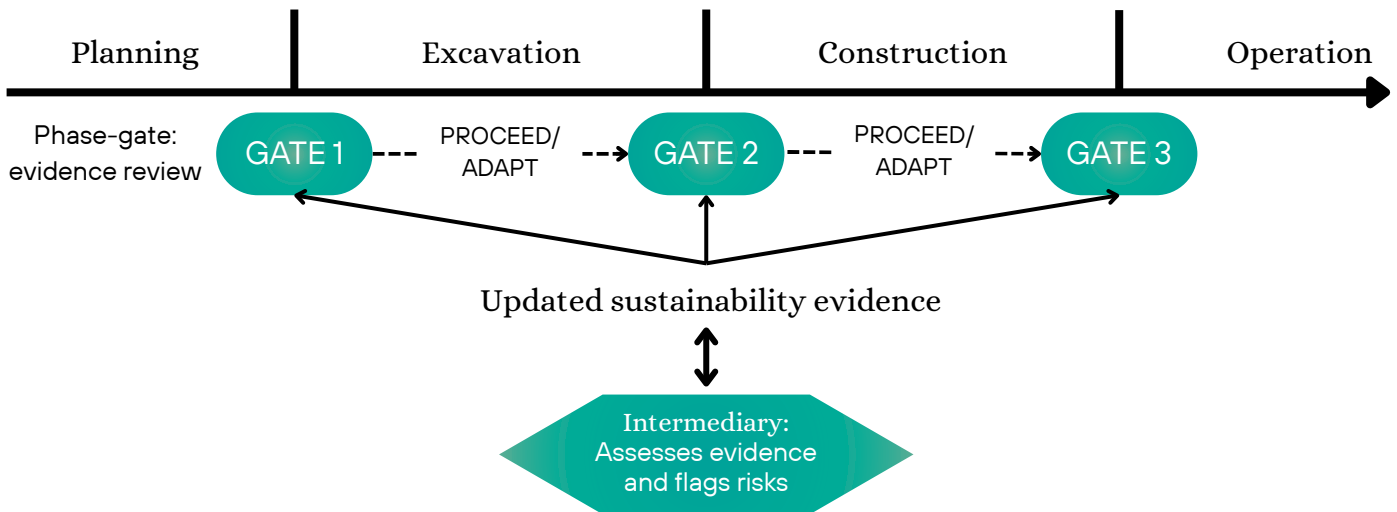 Planning
Excavation
Construction
Operation
Phase-gate:
evidence review
GATE 1
PROCEED/
ADAPT
GATE 2
PROCEED/
ADAPT
GATE 3
Updated sustainability evidence
Intermediary:
Assesses evidence
and flags risks